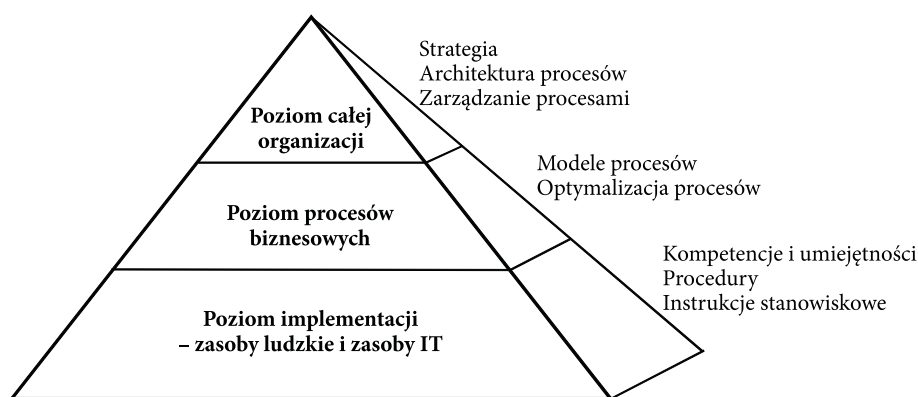 Strategia
Architektura procesów
Zarządzanie procesami
Poziom całej
organizacji
Modele procesów
Optymalizacja procesów
Poziom procesów
biznesowych
Kompetencje i umiejętności
Procedury
Instrukcje stanowiskowe
Poziom implementacji
– zasoby ludzkie i zasoby IT